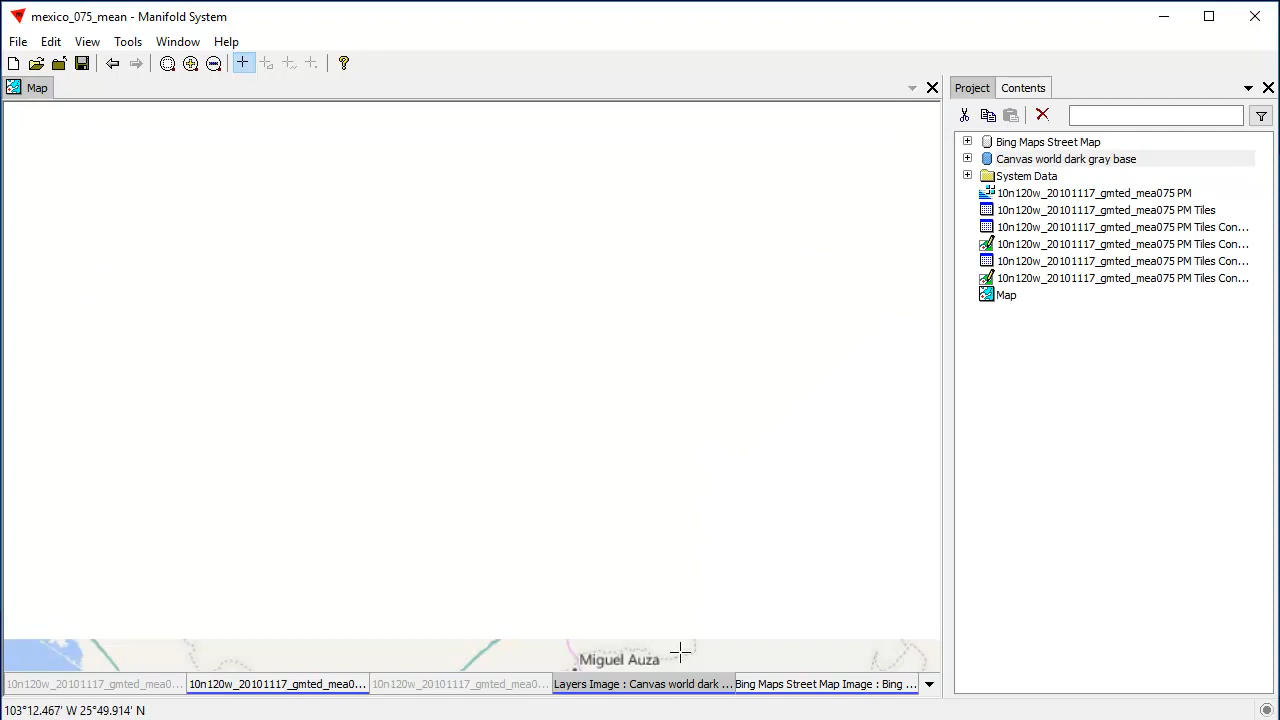 mexico_075_mean - Manifold System
File Edit View Tools Window Help
Map
Project Contents
Bing Maps Street Map
Canvas world dark gray base
System Data
10n120w_20101117_gmted_mea075 PM
10n120w_20101117_gmted_mea075 PM Tiles
10n120w_20101117_gmted_mea075 PM Tiles Con...
10n120w_20101117_gmted_mea075 PM Tiles Con...
10n120w_20101117_gmted_mea075 PM Tiles Con...
10n120w_20101117_gmted_mea075 PM Tiles Con...
Map
Miguel Auza
10n120w_20101117_gmted_mea0... 10n120w_20101117_gmted_mea0... 10n120w_20101117_gmted_mea0... Layers Image : Canvas world dark ... Bing Maps Street Map Image : Bing ...
103°12.467' W 25°49.914' N